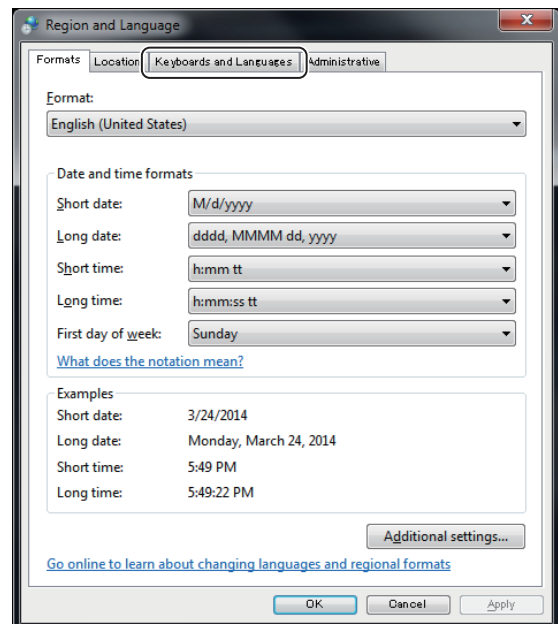 Region and Language
Formats Location Keyboards and Languages Administrative
Format:
English (United States)
Date and time formats
Short date: M/d/yyyy
Long date: dddd, MMMM dd, yyyy
Short time: h:mm tt
Long time: h:mm:ss tt
First day of week: Sunday
What does the notation mean?
Examples
Short date: 3/24/2014
Long date: Monday, March 24, 2014
Short time: 5:49 PM
Long time: 5:49:22 PM
Additional settings...
Go online to learn about changing languages and regional formats
OK Cancel Apply